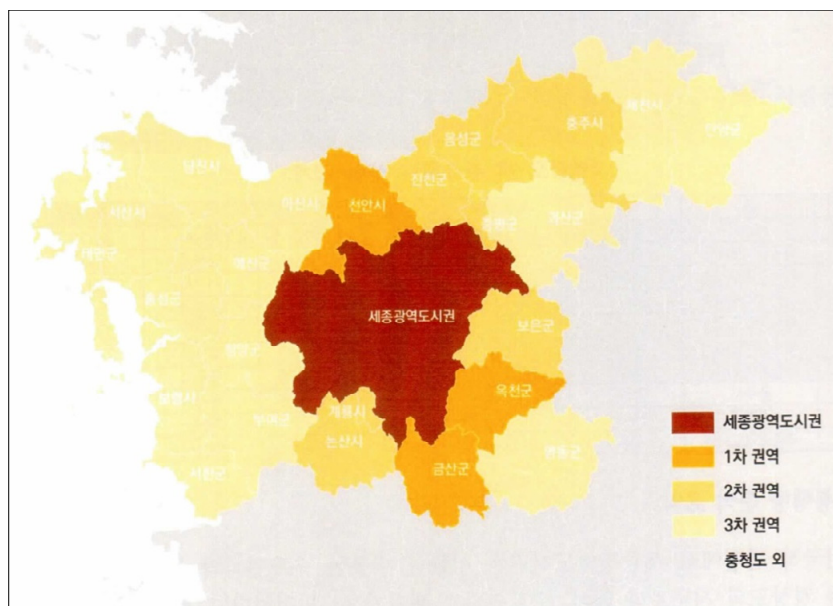 제천시
단양군
충주시
음성군
진천군
당진시
아산시
천안시
서산시
증평군
괴산군
태안군
예산군
홍성군
세종광역도시권
보은군
청양군
옥천군
보령시
부여군
계룡시
논산시
영동군
서천군
금산군
세종광역도시권
1차 권역
2차 권역
3차 권역
충청도 외